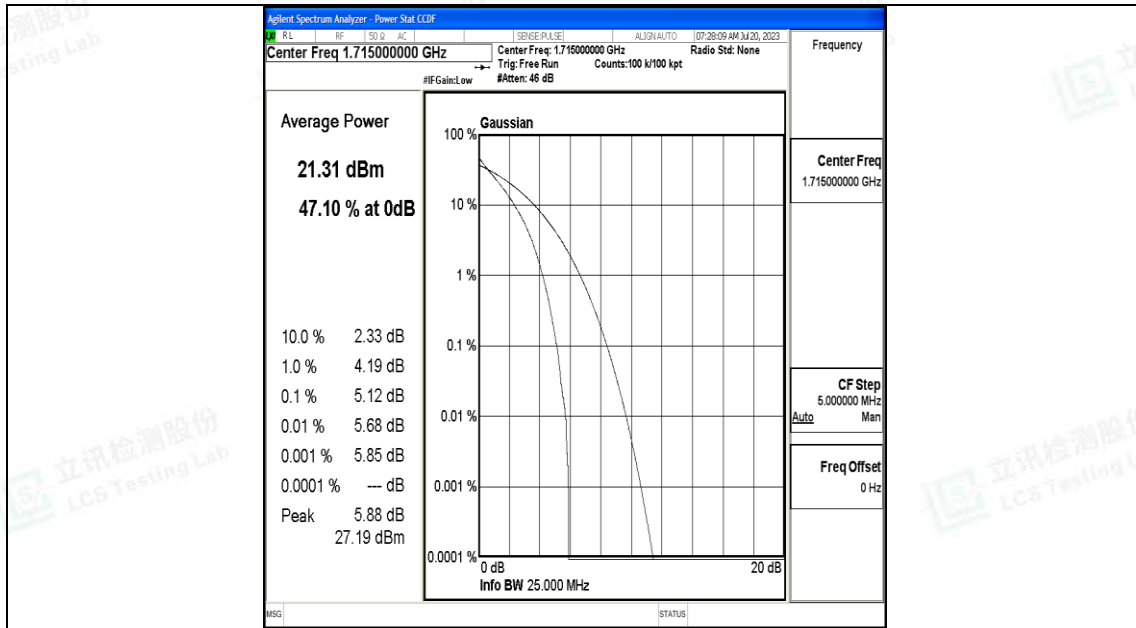 Agilent Spectrum Analyzer - Power Stat CCDF
RL RF 50 Ω AC SENSE:PULSE ALIGN AUTO 07:28:09 AM Jul 20, 2023
Center Freq 1.715000000 GHz
Center Freq: 1.715000000 GHz Radio Std: None
Trig: Free Run Counts:100 k/100 kpt
#IFGain:Low #Atten: 46 dB
Frequency
Average Power
21.31 dBm
47.10 % at 0dB
10.0 % 2.33 dB
1.0 % 4.19 dB
0.1 % 5.12 dB
0.01 % 5.68 dB
0.001 % 5.85 dB
0.0001 % --- dB
Peak 5.88 dB
27.19 dBm
Gaussian
100 %
10 %
1 %
0.1 %
0.01 %
0.001 %
0.0001 %
0 dB 20 dB
Info BW 25.000 MHz
Center Freq
1.715000000 GHz
CF Step
5.000000 MHz
Auto Man
Freq Offset
0 Hz
MSG STATUS
立讯检测股份
LCS Testing Lab